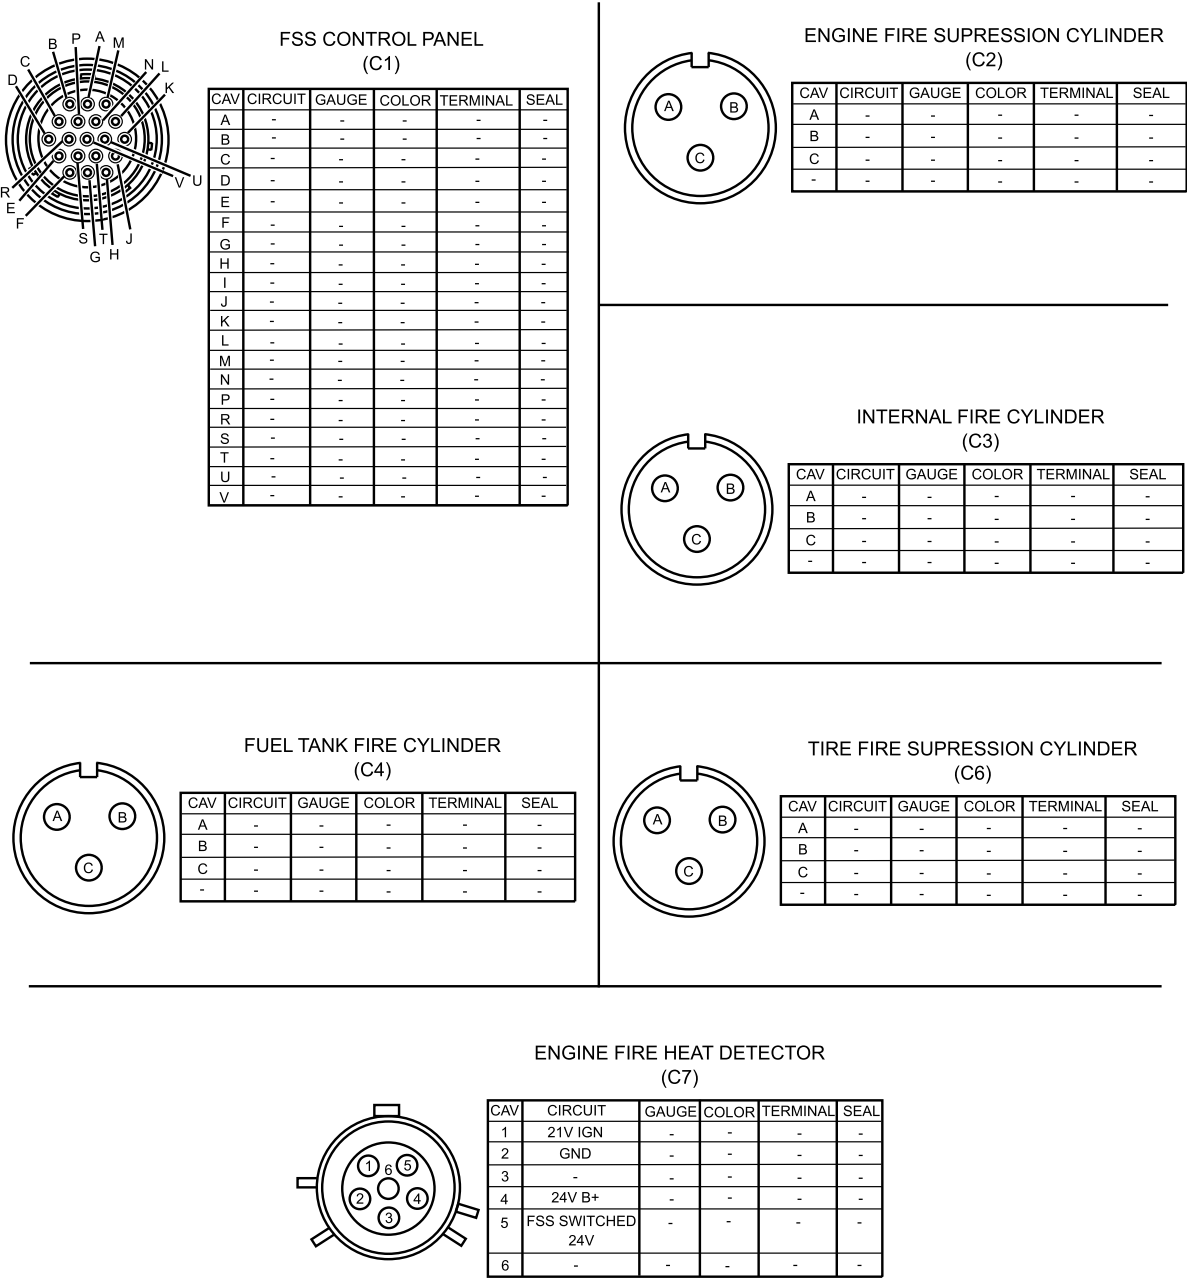 FSS CONTROL PANEL
(C1)
B P A M
C N L
D K
R V U
E
F
S T J
G H
CAV CIRCUIT GAUGE COLOR TERMINAL SEAL
A - - - - -
B - - - - -
C - - - - -
D - - - - -
E - - - - -
F - - - - -
G - - - - -
H - - - - -
I - - - - -
J - - - - -
K - - - - -
L - - - - -
M - - - - -
N - - - - -
P - - - - -
R - - - - -
S - - - - -
T - - - - -
U - - - - -
V - - - - -
ENGINE FIRE SUPRESSION CYLINDER
(C2)
A B
C
CAV CIRCUIT GAUGE COLOR TERMINAL SEAL
A - - - - -
B - - - - -
C - - - - -
- - - - - -
INTERNAL FIRE CYLINDER
(C3)
A B
C
CAV CIRCUIT GAUGE COLOR TERMINAL SEAL
A - - - - -
B - - - - -
C - - - - -
- - - - - -
FUEL TANK FIRE CYLINDER
(C4)
A B
C
CAV CIRCUIT GAUGE COLOR TERMINAL SEAL
A - - - - -
B - - - - -
C - - - - -
- - - - - -
TIRE FIRE SUPRESSION CYLINDER
(C6)
A B
C
CAV CIRCUIT GAUGE COLOR TERMINAL SEAL
A - - - - -
B - - - - -
C - - - - -
- - - - - -
ENGINE FIRE HEAT DETECTOR
(C7)
1 6 5
2 4
3
CAV CIRCUIT GAUGE COLOR TERMINAL SEAL
1 21V IGN - - - -
2 GND - - - -
3 - - - - -
4 24V B+ - - - -
5 FSS SWITCHED - - - -
24V
6 - - - - -